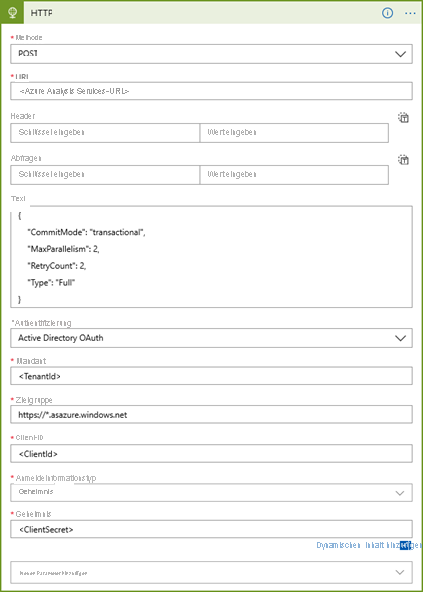 HTTP
* Methode
POST
* URL
<Azure Analysis Services-URL>
Header
Schlüssel eingeben
Wert eingeben
Abfragen
Schlüssel eingeben
Wert eingeben
Text
{
"CommitMode": "transactional",
"MaxParallelism": 2,
"RetryCount": 2,
"Type": "Full"
}
*Authentifizierung
Active Directory OAuth
* Mandant
<TenantId>
* Zielgruppe
https://*.asazure.windows.net
* Client-ID
<ClientId>
* Anmeldeinformationstyp
Geheimnis
* Geheimnis
<ClientSecret>
Dynamischen Inhalt hinzufügen
Neuen Parameter hinzufügen